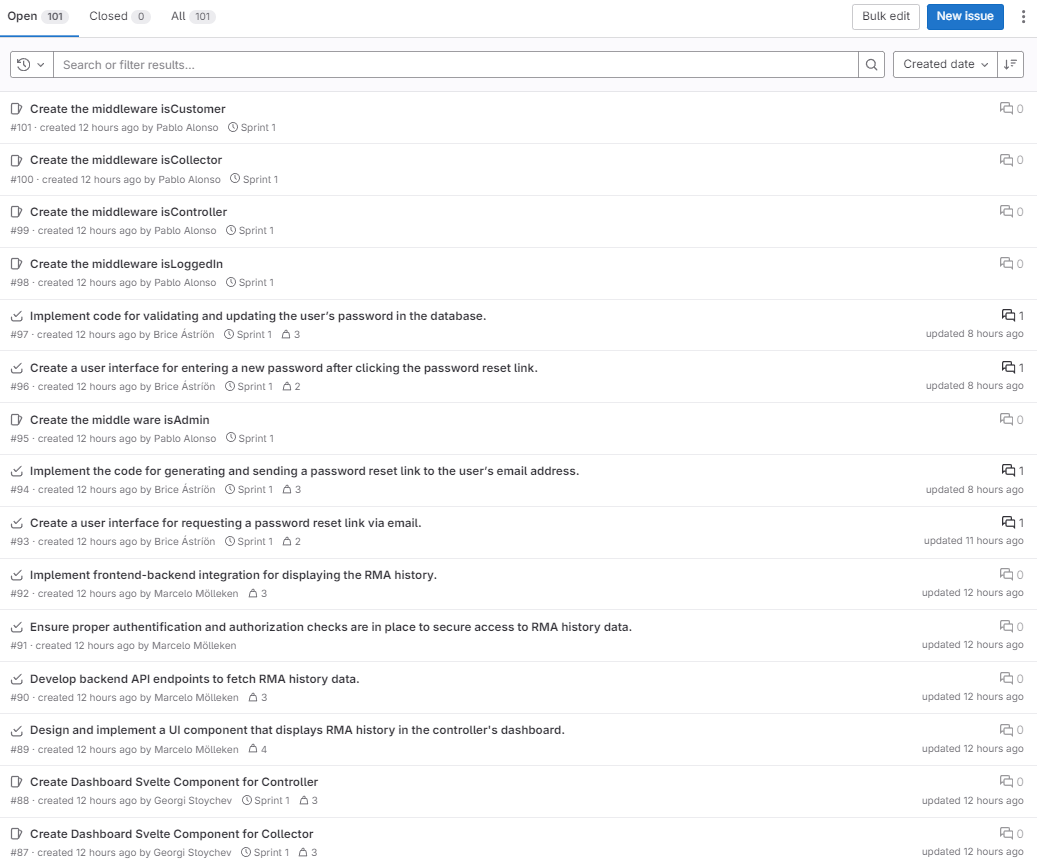 Open 101 Closed 0 All 101 Bulk edit New issue
Search or filter results... Created date
Create the middleware isCustomer 0
#101 · created 12 hours ago by Pablo Alonso Sprint 1
Create the middleware isCollector 0
#100 · created 12 hours ago by Pablo Alonso Sprint 1
Create the middleware isController 0
#99 · created 12 hours ago by Pablo Alonso Sprint 1
Create the middleware isLoggedIn 0
#98 · created 12 hours ago by Pablo Alonso Sprint 1
Implement code for validating and updating the user's password in the database. 1
#97 · created 12 hours ago by Brice Áströn Sprint 1 3 updated 8 hours ago
Create a user interface for entering a new password after clicking the password reset link. 1
#96 · created 12 hours ago by Brice Ástríön Sprint 1 2 updated 8 hours ago
Create the middle ware isAdmin 0
#95 · created 12 hours ago by Pablo Alonso Sprint 1
Implement the code for generating and sending a password reset link to the user's email address. 1
#94 · created 12 hours ago by Brice Ástríön Sprint 1 3 updated 8 hours ago
Create a user interface for requesting a password reset link via email. 1
#93 · created 12 hours ago by Brice Ástríön Sprint 1 2 updated 11 hours ago
Implement frontend-backend integration for displaying the RMA history. 0
#92 · created 12 hours ago by Marcelo Mölleken 3 updated 12 hours ago
Ensure proper authentification and authorization checks are in place to secure access to RMA history data. 0
#91 · created 12 hours ago by Marcelo Mölleken updated 12 hours ago
Develop backend API endpoints to fetch RMA history data. 0
#90 · created 12 hours ago by Marcelo Mölleken 3 updated 12 hours ago
Design and implement a UI component that displays RMA history in the controller's dashboard. 0
#89 · created 12 hours ago by Marcelo Mölleken 4 updated 12 hours ago
Create Dashboard Svelte Component for Controller 0
#88 · created 12 hours ago by Georgi Stoychev Sprint 1 3 updated 12 hours ago
Create Dashboard Svelte Component for Collector 0
#87 · created 12 hours ago by Georgi Stoychev Sprint 1 3 updated 12 hours ago